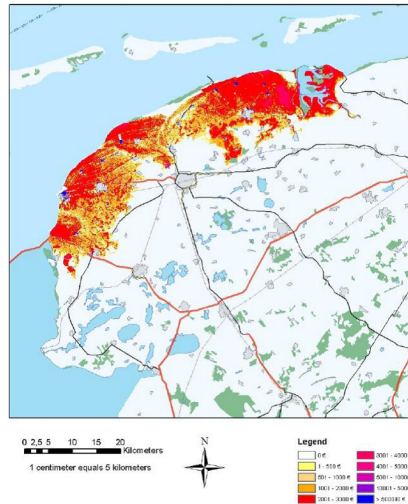 0 2,5 5 10 15 20
Kilometers
1 centimeter equals 5 kilometers
N
Legend
0 €
1 - 500 €
501 - 1000 €
1001 - 2000 €
2001 - 3000 €
3001 - 4000
4001 - 5000